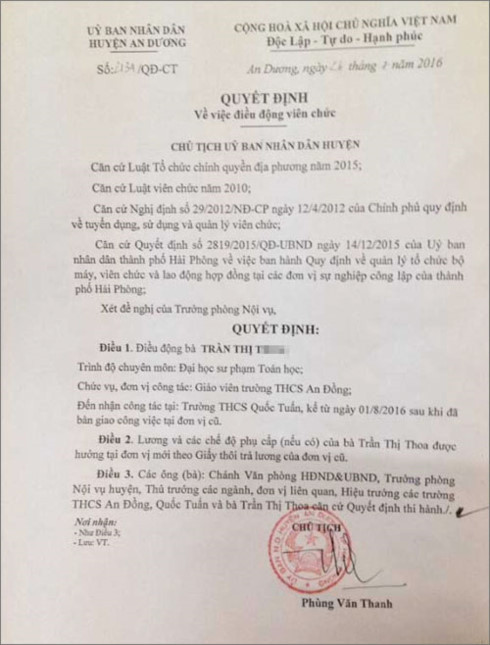 UỶ BAN NHÂN DÂN
HUYỆN AN DƯƠNG
CỘNG HOÀ XÃ HỘI CHỦ NGHĨA VIỆT NAM
Độc Lập - Tự do - Hạnh phúc
Số: /QĐ-CT
An Dương, ngày tháng năm 2016
QUYẾT ĐỊNH
Về việc điều động viên chức
CHỦ TỊCH UỶ BAN NHÂN DÂN HUYỆN
Căn cứ Luật Tổ chức chính quyền địa phương năm 2015;
Căn cứ Luật viên chức năm 2010;
Căn cứ Nghị định số 29/2012/NĐ-CP ngày 12/4/2012 của Chính phủ quy định
về tuyển dụng, sử dụng và quản lý viên chức;
Căn cứ Quyết định số 2819/2015/QĐ-UBND ngày 14/12/2015 của Uỷ ban
nhân dân thành phố Hải Phòng về việc ban hành Quy định về quản lý tổ chức bộ
máy, viên chức và lao động hợp đồng tại các đơn vị sự nghiệp công lập của thành
phố Hải Phòng;
Xét đề nghị của Trưởng phòng Nội vụ,
QUYẾT ĐỊNH:
Điều 1. Điều động bà TRẦN THỊ T
Trình độ chuyên môn: Đại học sư phạm Toán học;
Chức vụ, đơn vị công tác: Giáo viên trường THCS An Đồng;
Đến nhận công tác tại: Trường THCS Quốc Tuấn, kể từ ngày 01/8/2016 sau khi đã
bàn giao công việc tại đơn vị cũ.
Điều 2. Lương và các chế độ phụ cấp (nếu có) của bà Trần Thị Thoa được
hưởng tại đơn vị mới theo Giấy thôi trả lương của đơn vị cũ.
Điều 3. Các ông (bà): Chánh Văn phòng HĐND&UBND, Trưởng phòng
Nội vụ huyện, Thủ trưởng các ngành, đơn vị liên quan, Hiệu trưởng các trường
THCS An Đồng, Quốc Tuấn và bà Trần Thị Thoa căn cứ Quyết định thi hành./.
Nơi nhận:
- Như Điều 3;
- Lưu: VT.
CHỦ TỊCH
Phùng Văn Thanh